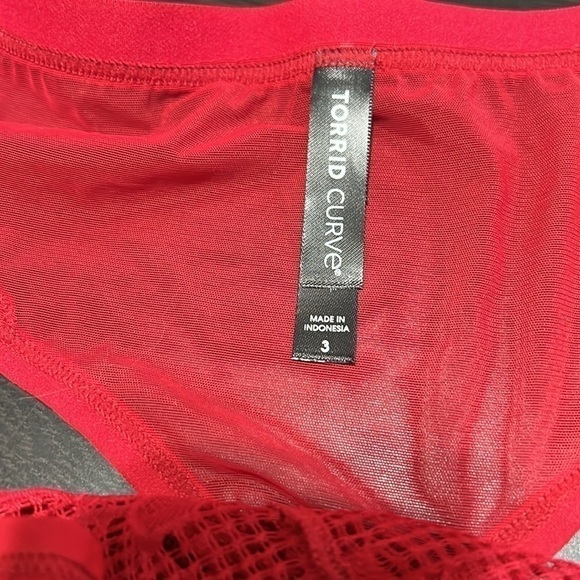 TORRID CURVE®
MADE IN
INDONESIA
3